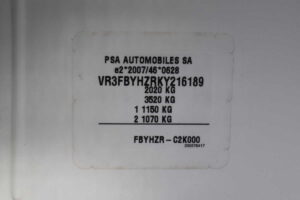 PSA AUTOMOBILES SA
e2*2007/46*0628
VR3FBYHZRKY216189
2020 KG
3520 KG
1 1150 KG
2 1070 KG
FBYHZR-C2K000